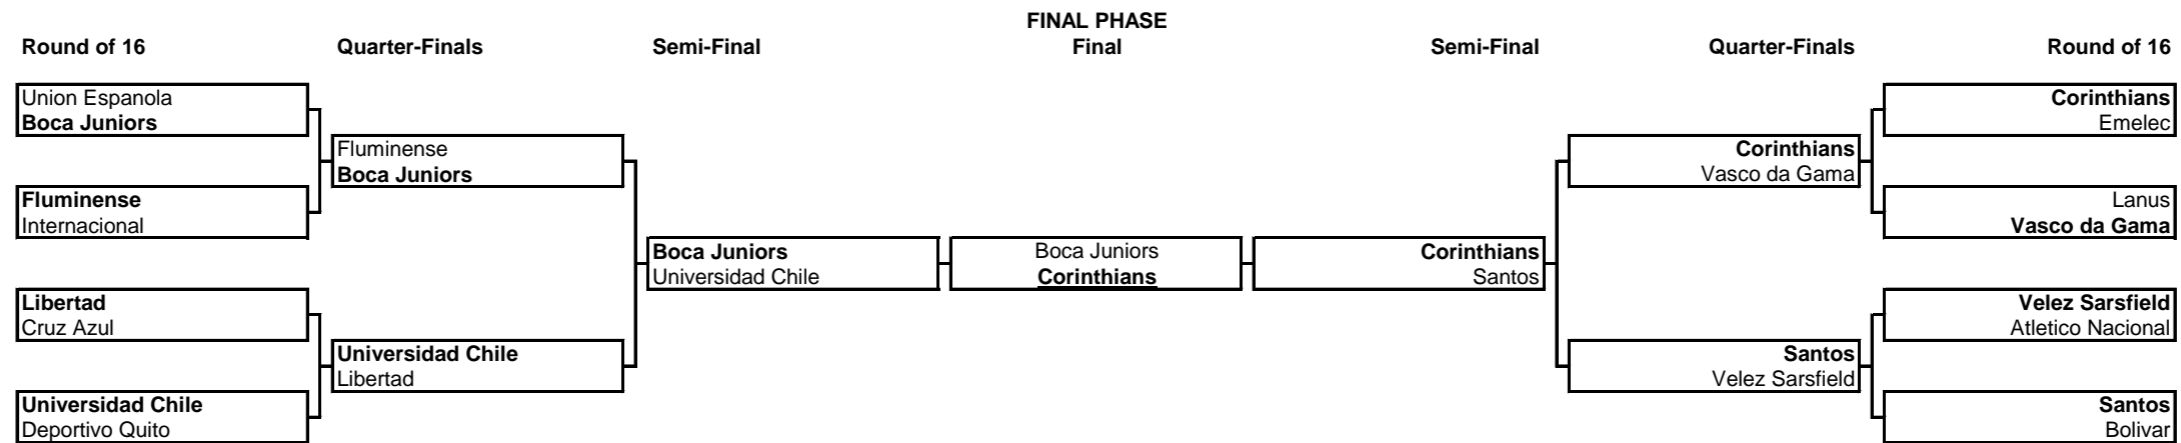 FINAL PHASE
Round of 16 Quarter-Finals Semi-Final Final Semi-Final Quarter-Finals Round of 16
Union Espanola Corinthians
Boca Juniors Emelec
Fluminense Corinthians
Boca Juniors Vasco da Gama
Fluminense Lanus
Internacional Vasco da Gama
Boca Juniors Boca Juniors Corinthians
Universidad Chile Corinthians Santos
Libertad Velez Sarsfield
Cruz Azul Atletico Nacional
Universidad Chile Santos
Libertad Velez Sarsfield
Universidad Chile Santos
Deportivo Quito Bolivar